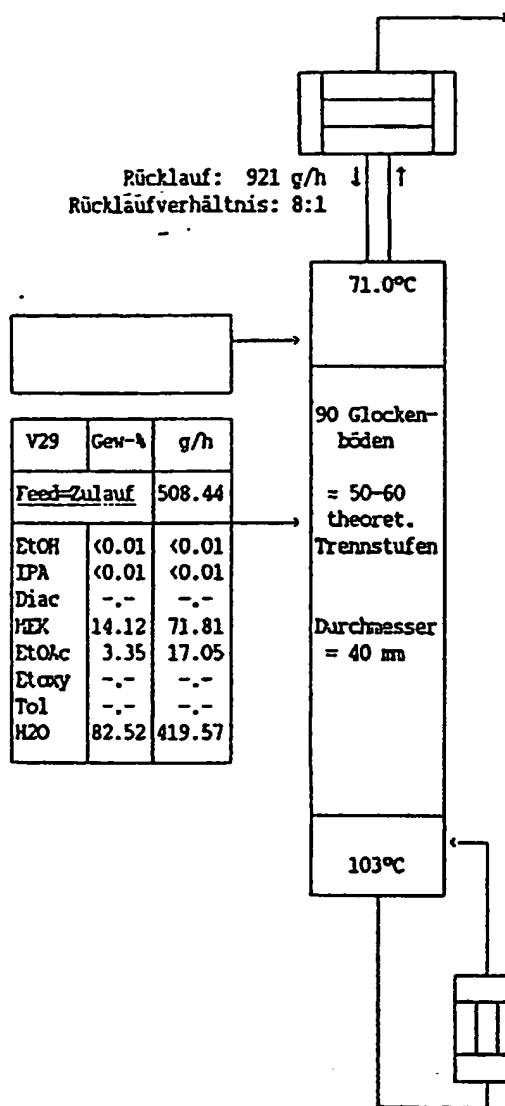 Rücklauf: 921 g/h ↓ ↑
Rücklaufverhältnis: 8:1
71.0°C
90 Glocken-
böden
= 50-60
theoret.
Trennstufen
Durchmesser
= 40 mm
103°C
V29 Gew-% g/h
Feed=Zulauf 508.44
EtOH <0.01 <0.01
IPA <0.01 <0.01
Diac -.- -.-
MEK 14.12 71.81
EtOAc 3.35 17.05
Etoxy -.- -.-
Tol -.- -.-
H2O 82.52 419.57